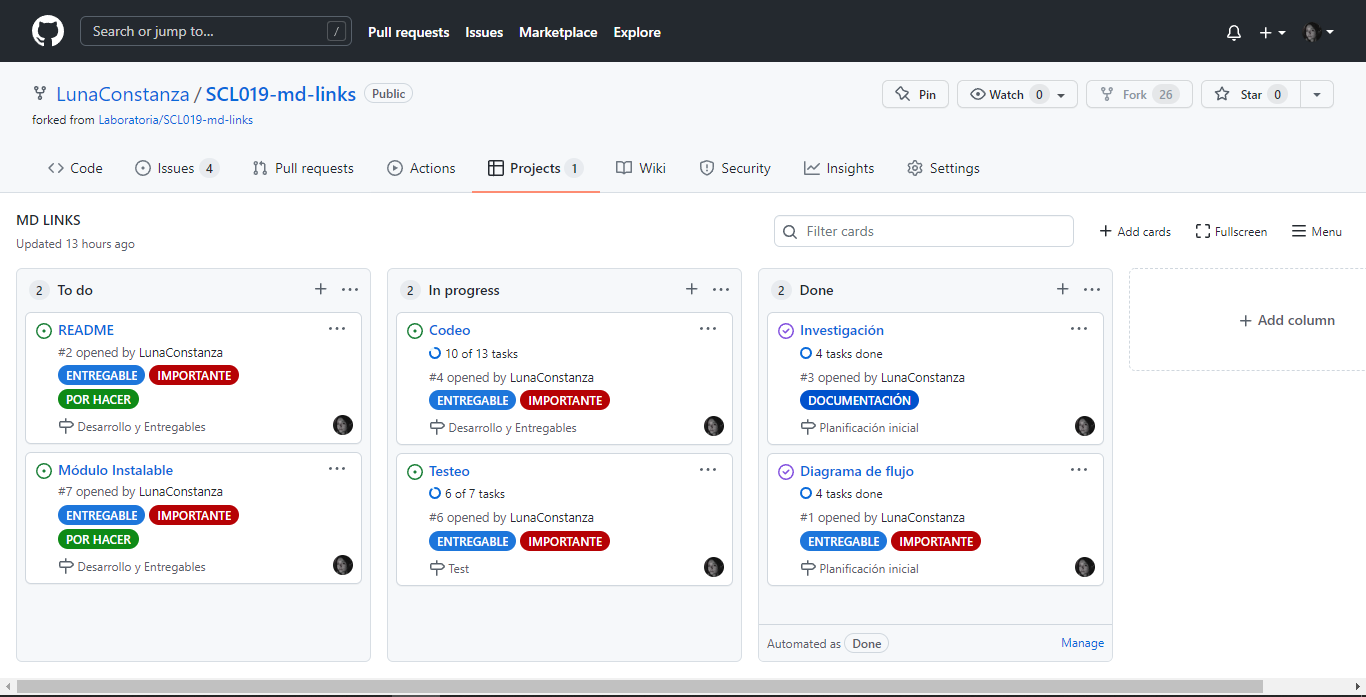 Search or jump to... /
Pull requests Issues Marketplace Explore
LunaConstanza / SCL019-md-links Public
Pin Watch 0 Fork 26 Star 0
forked from Laboratoria/SCL019-md-links
Code Issues 4 Pull requests Actions Projects 1 Wiki Security Insights Settings
MD LINKS
Updated 13 hours ago
Filter cards
Add cards Fullscreen Menu
2 To do
README
#2 opened by LunaConstanza
ENTREGABLE IMPORTANTE
POR HACER
Desarrollo y Entregables
Módulo Instalable
#7 opened by LunaConstanza
ENTREGABLE IMPORTANTE
POR HACER
Desarrollo y Entregables
2 In progress
Codeo
10 of 13 tasks
#4 opened by LunaConstanza
ENTREGABLE IMPORTANTE
Desarrollo y Entregables
Testeo
6 of 7 tasks
#6 opened by LunaConstanza
ENTREGABLE IMPORTANTE
Test
2 Done
Investigación
4 tasks done
#3 opened by LunaConstanza
DOCUMENTACIÓN
Planificación inicial
Diagrama de flujo
4 tasks done
#1 opened by LunaConstanza
ENTREGABLE IMPORTANTE
Planificación inicial
Automated as Done Manage
Add column